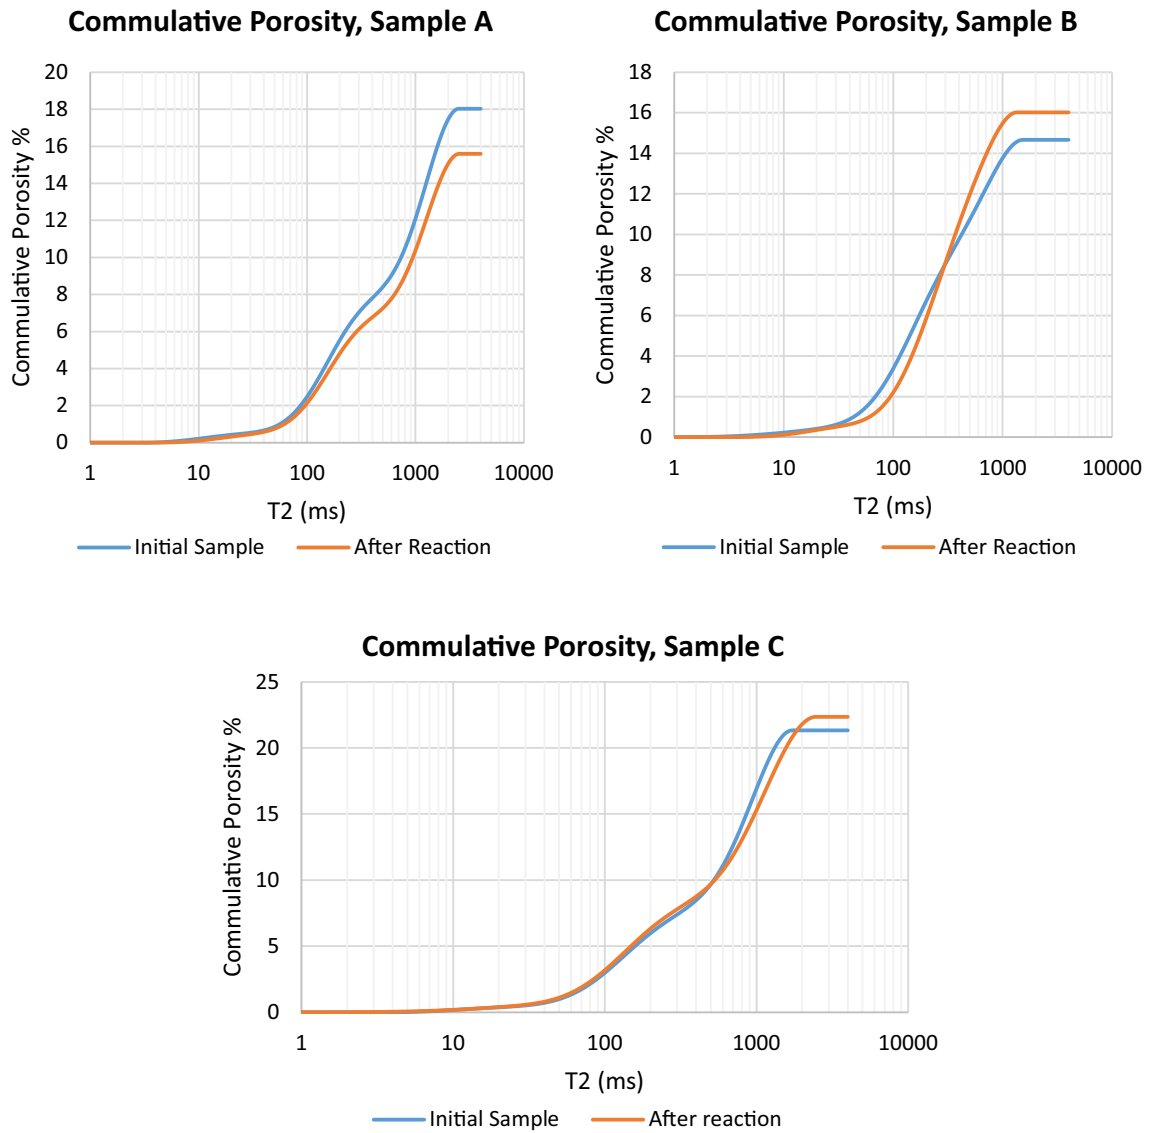 Commulative Porosity, Sample A
Commulative Porosity %
20
18
16
14
12
10
8
6
4
2
0
1 10 100 1000 10000
T2 (ms)
Initial Sample After Reaction
Commulative Porosity, Sample B
Commulative Porosity %
18
16
14
12
10
8
6
4
2
0
1 10 100 1000 10000
T2 (ms)
Initial Sample After Reaction
Commulative Porosity, Sample C
Commulative Porosity %
25
20
15
10
5
0
1 10 100 1000 10000
T2 (ms)
Initial Sample After reaction